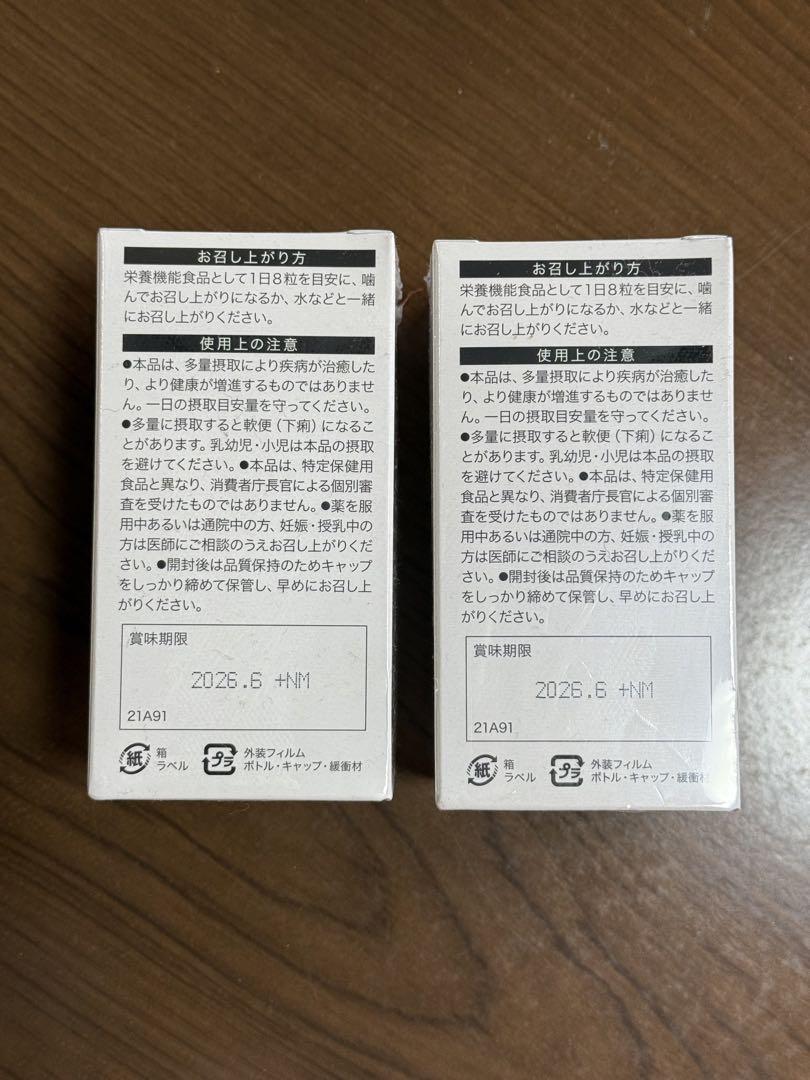 お召し上がり方
栄養機能食品として1日8粒を目安に、噛
んでお召し上がりになるか、水などと一緒
にお召し上がりください。
使用上の注意
●本品は、多量摂取により疾病が治癒した
り、より健康が増進するものではありませ
ん。一日の摂取目安量を守ってください。
●多量に摂取すると軟便（下痢）になるこ
とがあります。乳幼児・小児は本品の摂取
を避けてください。●本品は、特定保健用
食品と異なり、消費者庁長官による個別審
査を受けたものではありません。●薬を服
用中あるいは通院中の方、妊娠・授乳中の
方は医師にご相談のうえお召し上がりくだ
さい。●開封後は品質保持のためキャップ
をしっかり締めて保管し、早めにお召し上
がりください。
賞味期限
2026.6 +NM
21A91
紙
箱
ラベル
プラ
外装フィルム
ボトル・キャップ・緩衝材
お召し上がり方
栄養機能食品として1日8粒を目安に、噛
んでお召し上がりになるか、水などと一緒
にお召し上がりください。
使用上の注意
●本品は、多量摂取により疾病が治癒した
り、より健康が増進するものではありませ
ん。一日の摂取目安量を守ってください。
●多量に摂取すると軟便（下痢）になるこ
とがあります。乳幼児・小児は本品の摂取
を避けてください。●本品は、特定保健用
食品と異なり、消費者庁長官による個別審
査を受けたものではありません。●薬を服
用中あるいは通院中の方、妊娠・授乳中の
方は医師にご相談のうえお召し上がりくだ
さい。●開封後は品質保持のためキャップ
をしっかり締めて保管し、早めにお召し上
がりください。
賞味期限
2026.6 +NM
21A91
紙
箱
ラベル
プラ
外装フィルム
ボトル・キャップ・緩衝材